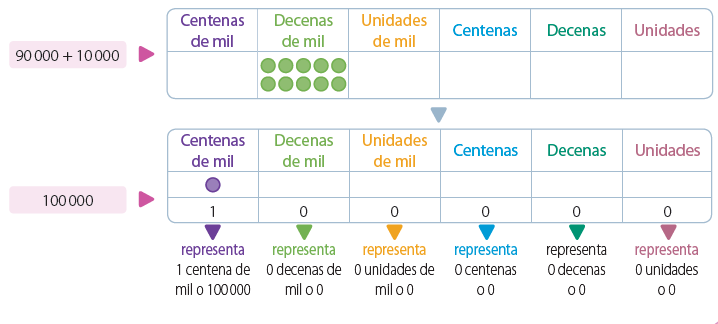 Centenas de mil Decenas de mil Unidades de mil Centenas Decenas Unidades
90 000 + 10 000
Centenas de mil Decenas de mil Unidades de mil Centenas Decenas Unidades
100 000
1 0 0 0 0 0
representa representa representa representa representa representa
1 centena de 0 decenas de 0 unidades de 0 centenas 0 decenas 0 unidades
mil o 100 000 mil o 0 mil o 0 o 0 o 0 o 0